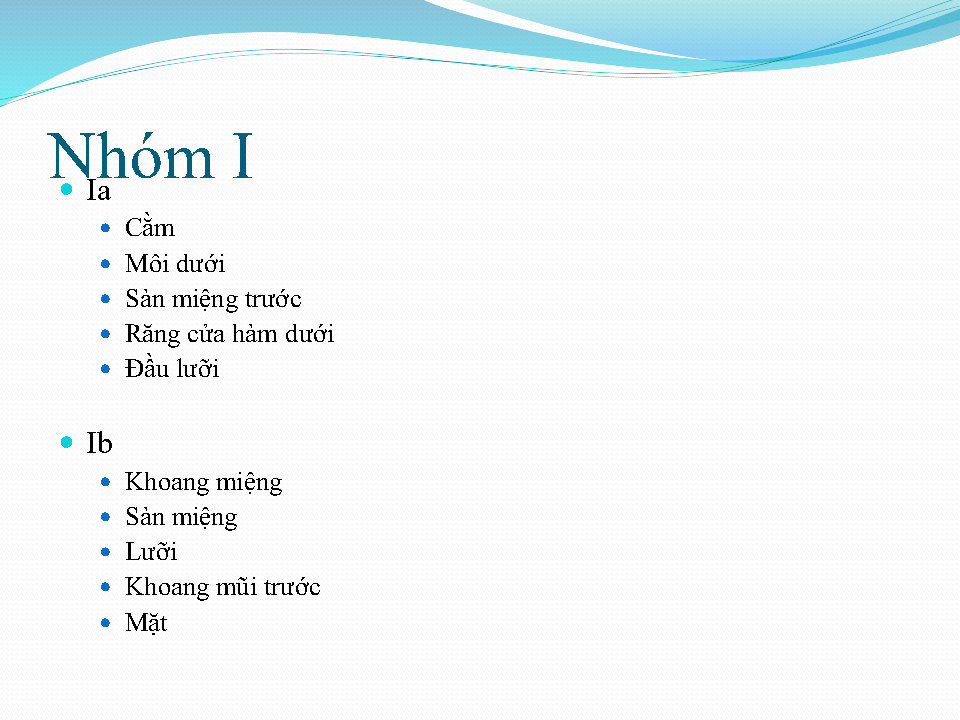 Nhóm I
Ia
Cằm
Môi dưới
Sàn miệng trước
Răng cửa hàm dưới
Đầu lưỡi
Ib
Khoang miệng
Sàn miệng
Lưỡi
Khoang mũi trước
Mặt